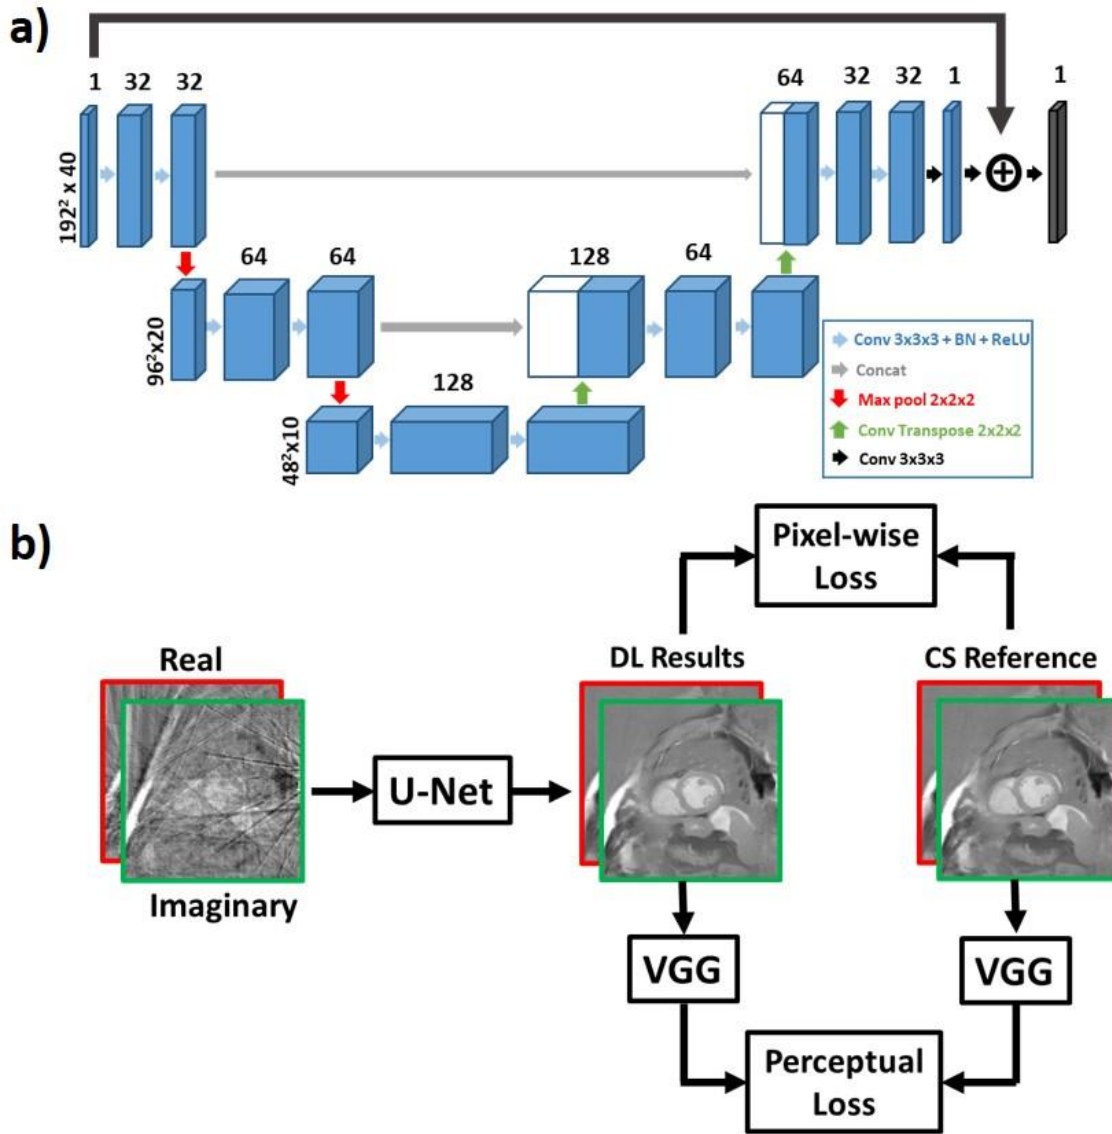 a)
1 32 32 64 32 32 1 1
192² x 40
64 64 128 64
96²x20
128
48²x10
Conv 3x3x3 + BN + ReLU
Concat
Max pool 2x2x2
Conv Transpose 2x2x2
Conv 3x3x3
b)
Pixel-wise
Loss
Real
DL Results
CS Reference
U-Net
Imaginary
VGG
VGG
Perceptual
Loss